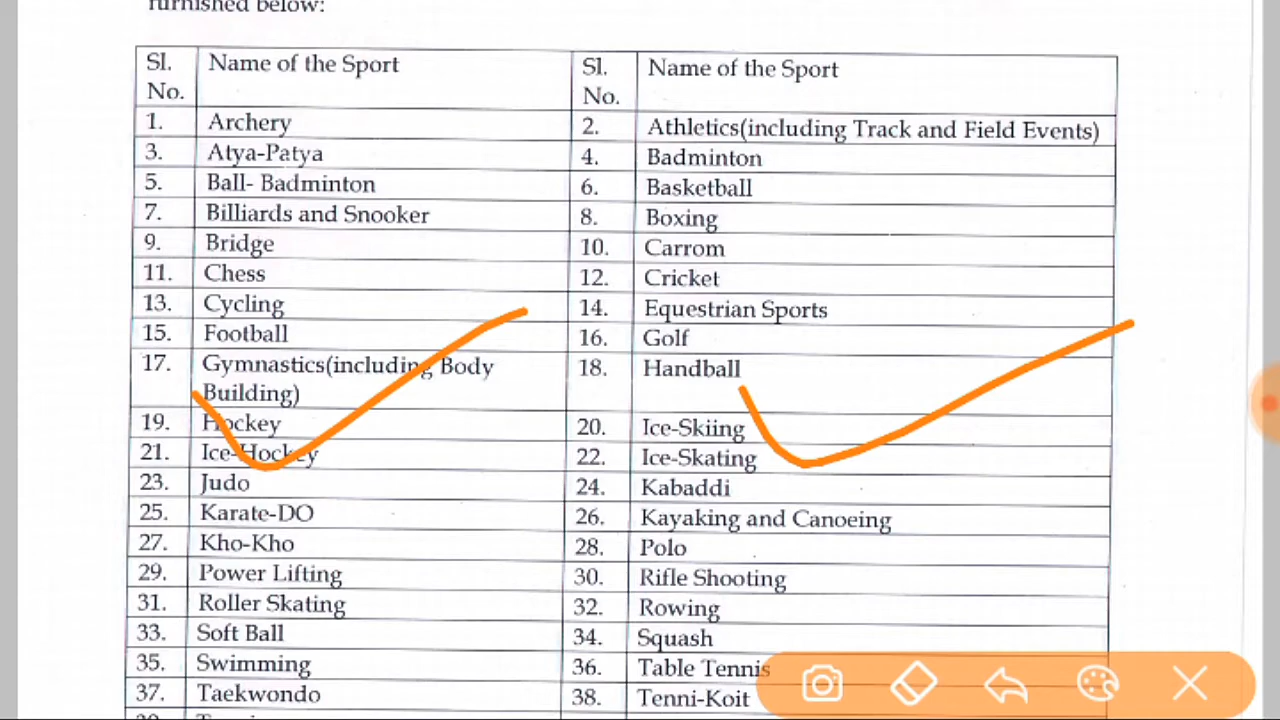 furnished below:
Sl. No. Name of the Sport Sl. No. Name of the Sport
1. Archery 2. Athletics(including Track and Field Events)
3. Atya-Patya 4. Badminton
5. Ball- Badminton 6. Basketball
7. Billiards and Snooker 8. Boxing
9. Bridge 10. Carrom
11. Chess 12. Cricket
13. Cycling 14. Equestrian Sports
15. Football 16. Golf
17. Gymnastics(including Body Building) 18. Handball
19. Hockey 20. Ice-Skiing
21. Ice-Hockey 22. Ice-Skating
23. Judo 24. Kabaddi
25. Karate-DO 26. Kayaking and Canoeing
27. Kho-Kho 28. Polo
29. Power Lifting 30. Rifle Shooting
31. Roller Skating 32. Rowing
33. Soft Ball 34. Squash
35. Swimming 36. Table Tennis
37. Taekwondo 38. Tenni-Koit